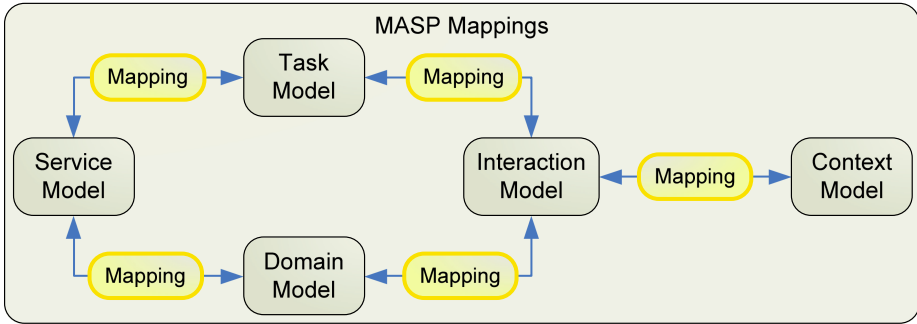 MASP Mappings
Mapping
Task
Model
Mapping
Service
Model
Interaction
Model
Mapping
Context
Model
Mapping
Domain
Model
Mapping